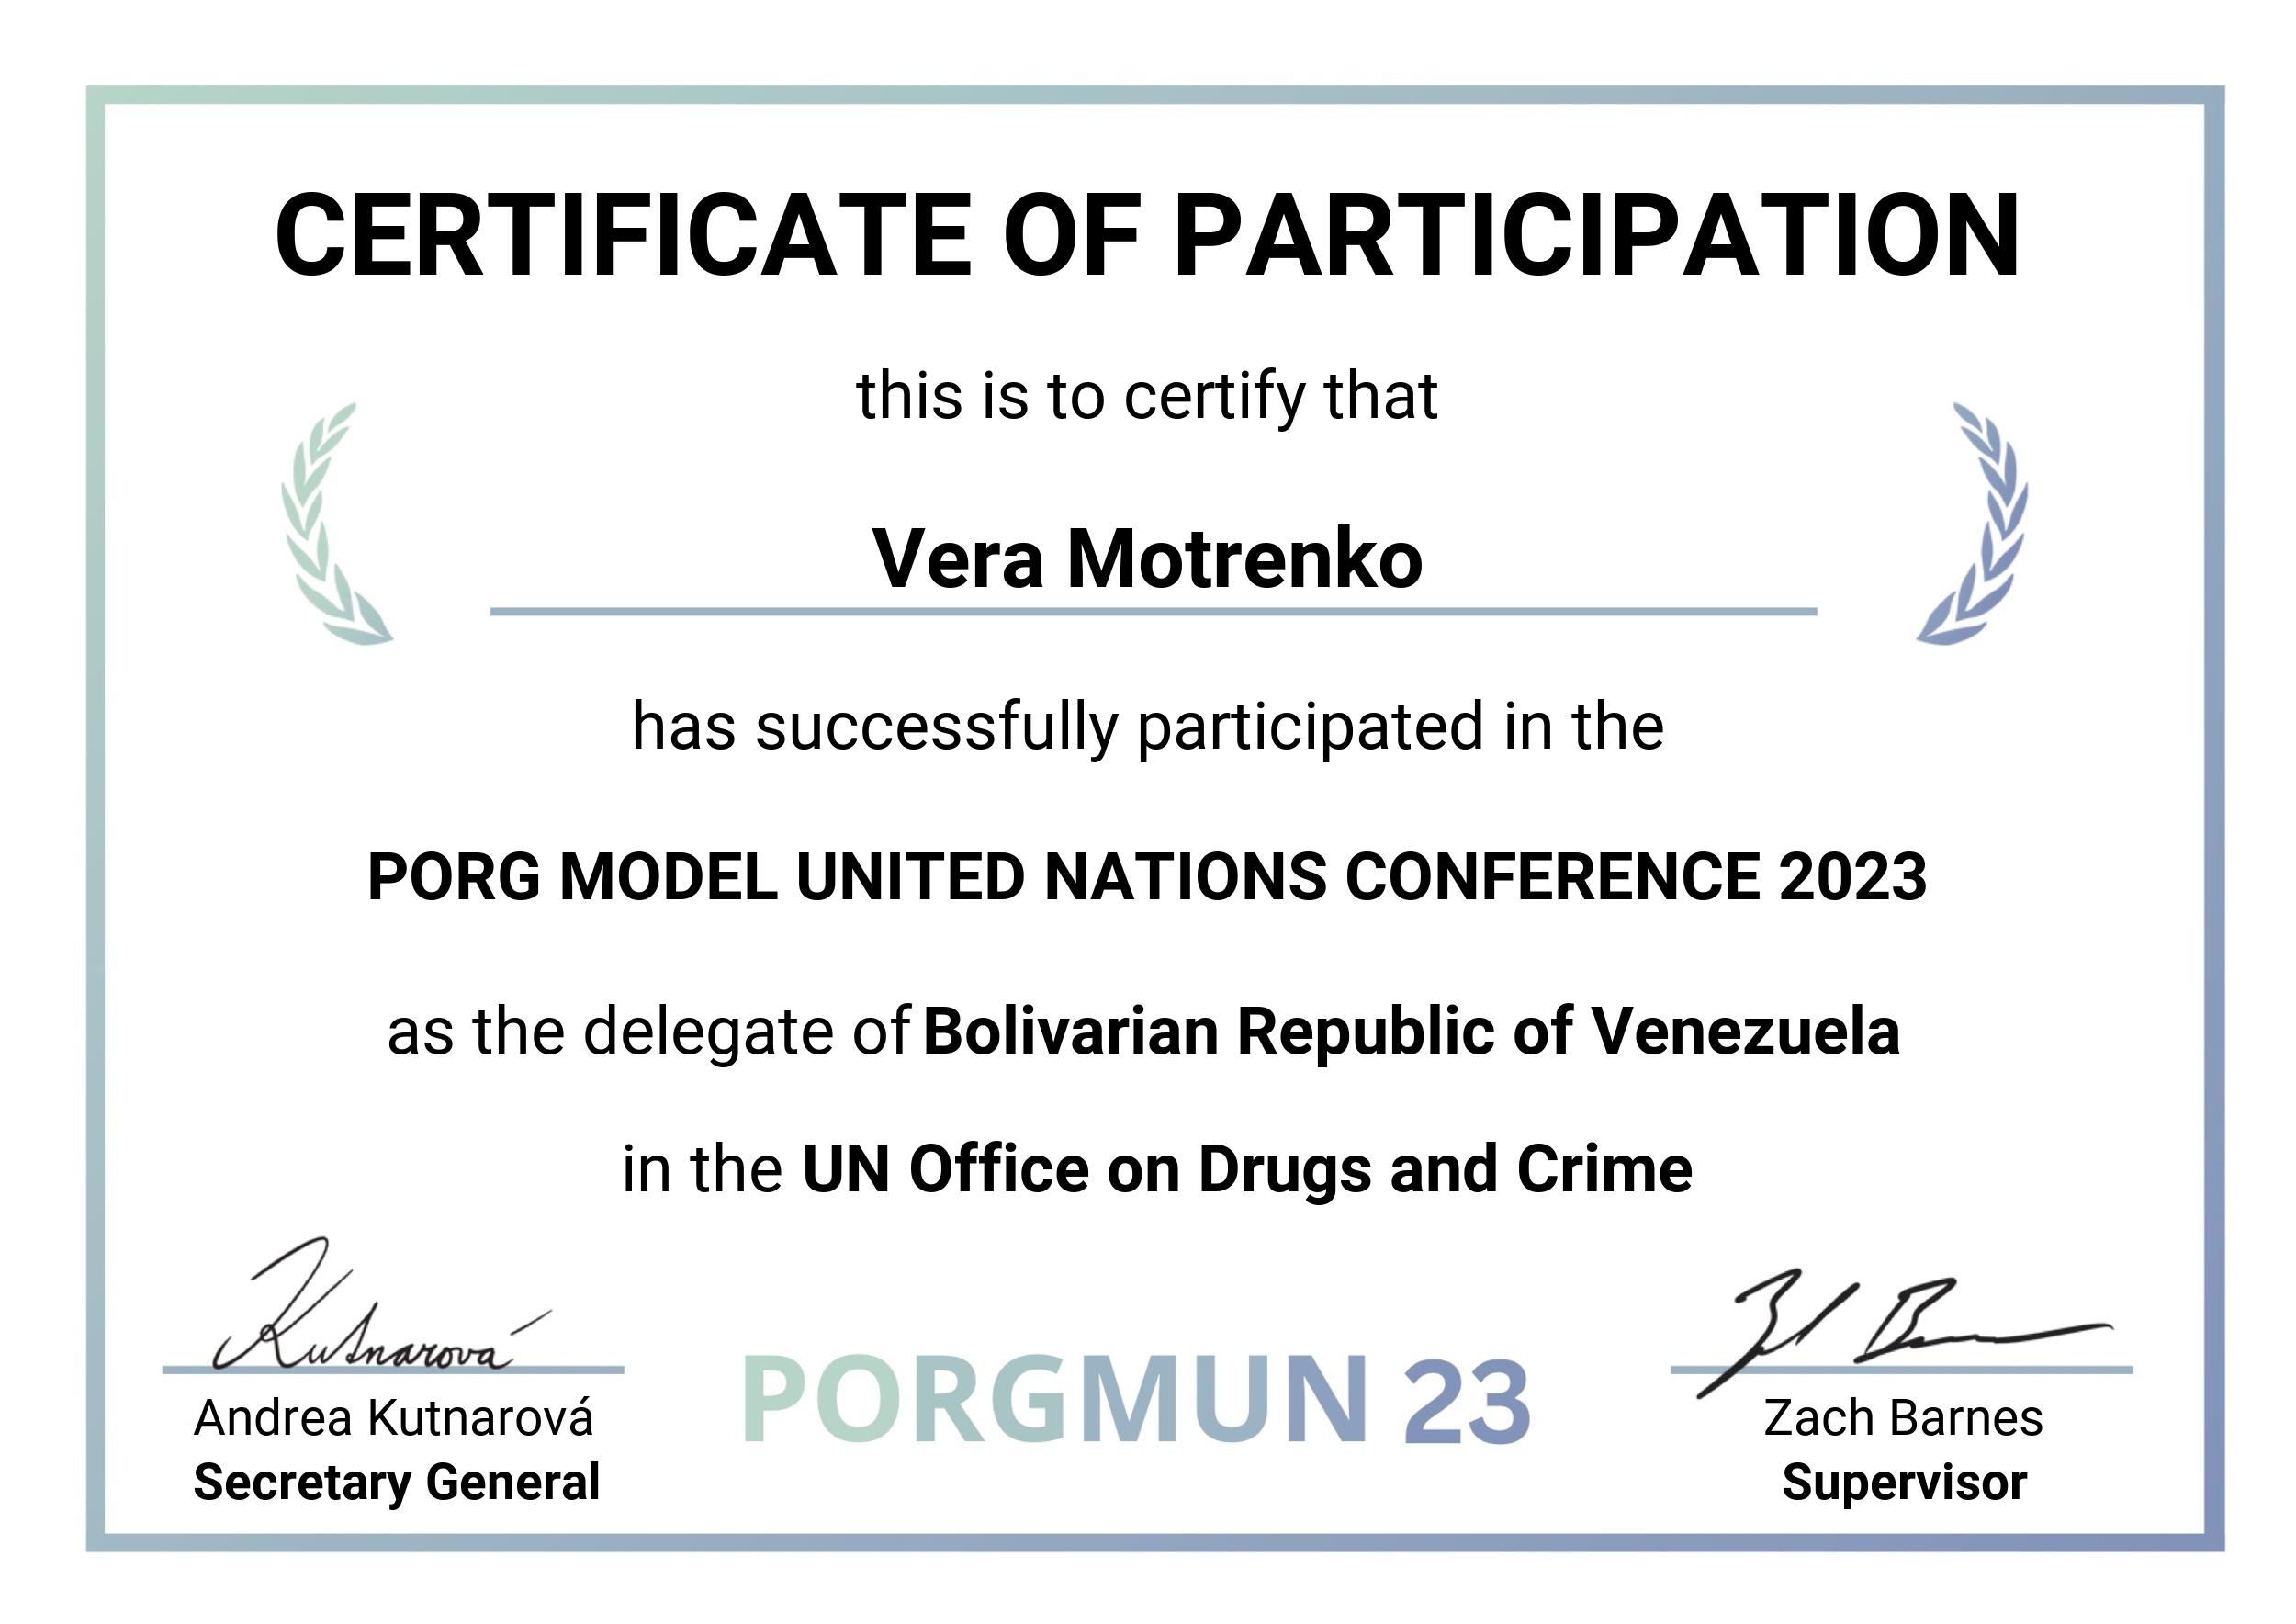 CERTIFICATE OF PARTICIPATION
this is to certify that
Vera Motrenko
has successfully participated in the
PORG MODEL UNITED NATIONS CONFERENCE 2023
as the delegate of Bolivarian Republic of Venezuela
in the UN Office on Drugs and Crime
Kutnarová
Andrea Kutnarová
Secretary General
PORGMUN 23
Zach Barnes
Supervisor